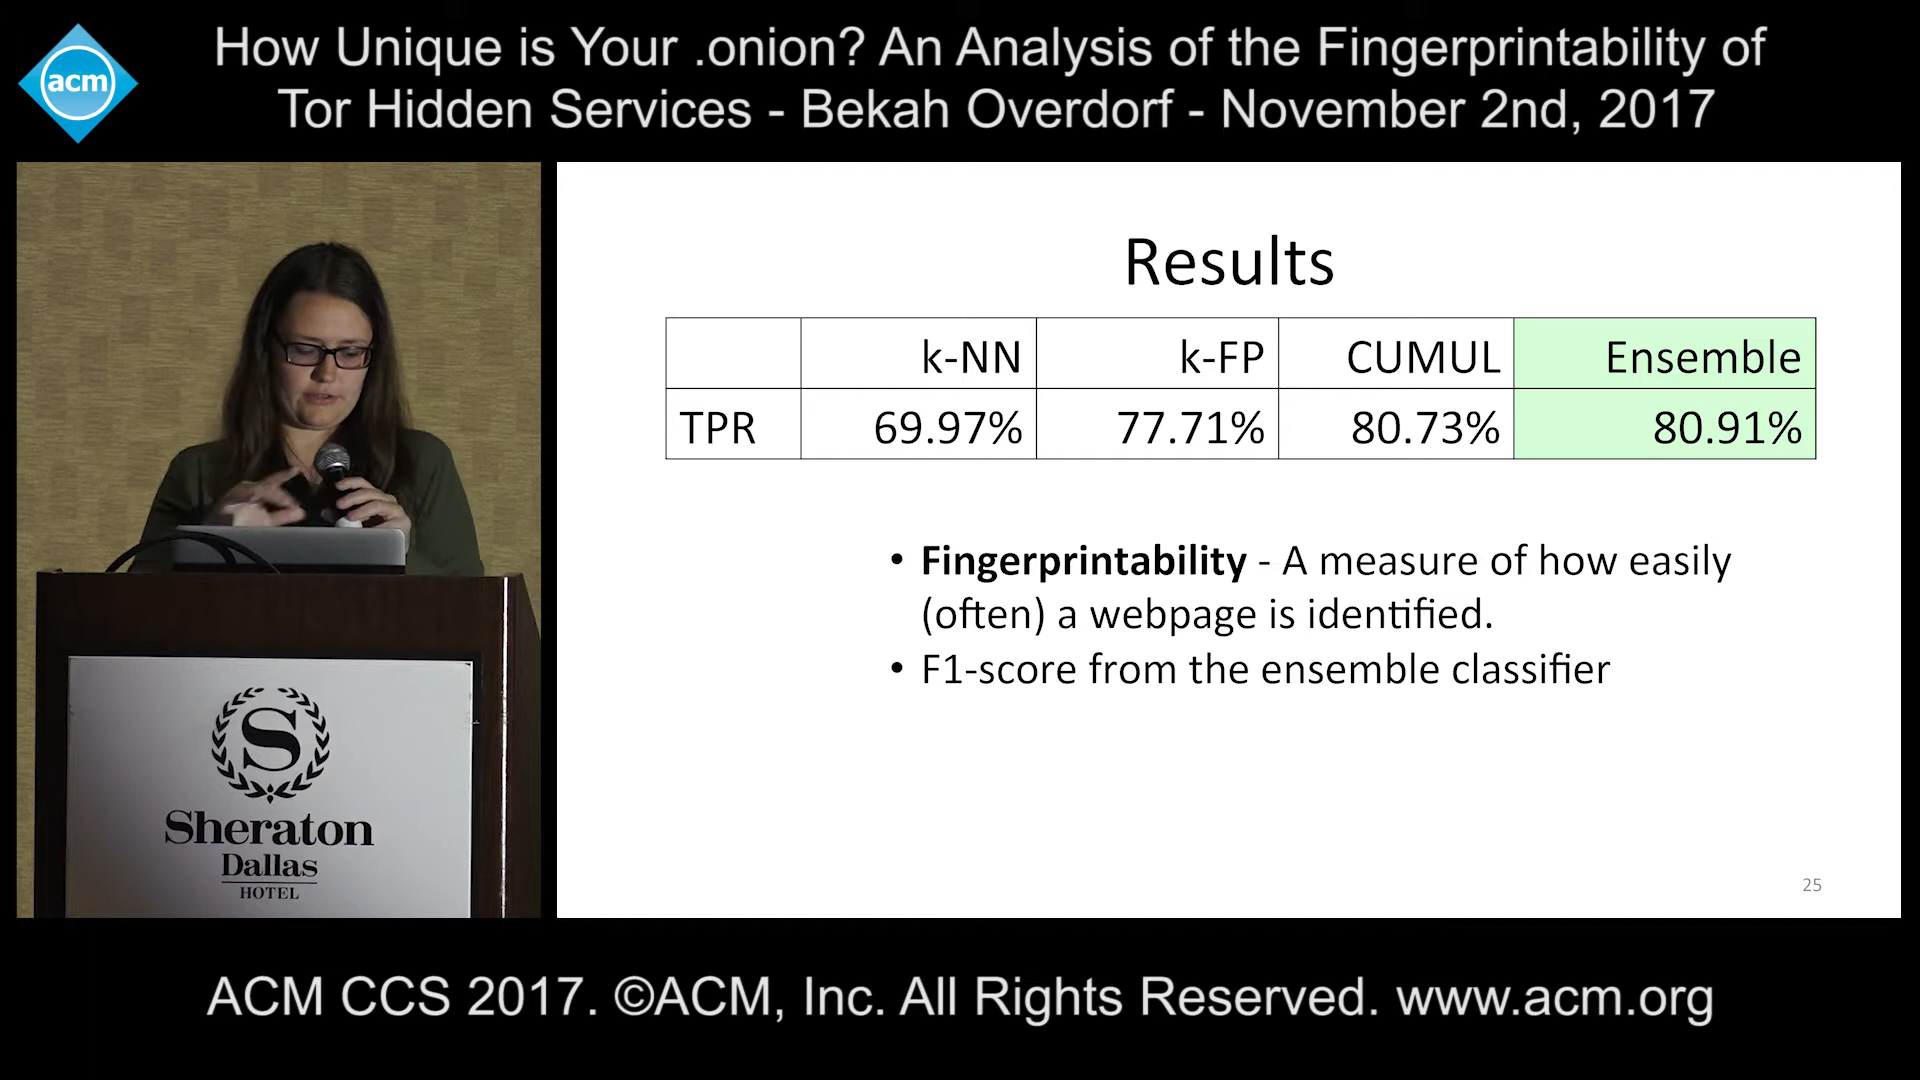 acm
How Unique is Your .onion? An Analysis of the Fingerprintability of
Tor Hidden Services - Bekah Overdorf - November 2nd, 2017
Results
k-NN k-FP CUMUL Ensemble
TPR 69.97% 77.71% 80.73% 80.91%
• Fingerprintability - A measure of how easily
(often) a webpage is identified.
• F1-score from the ensemble classifier
25
S
Sheraton
Dallas
HOTEL
ACM CCS 2017. ©ACM, Inc. All Rights Reserved. www.acm.org